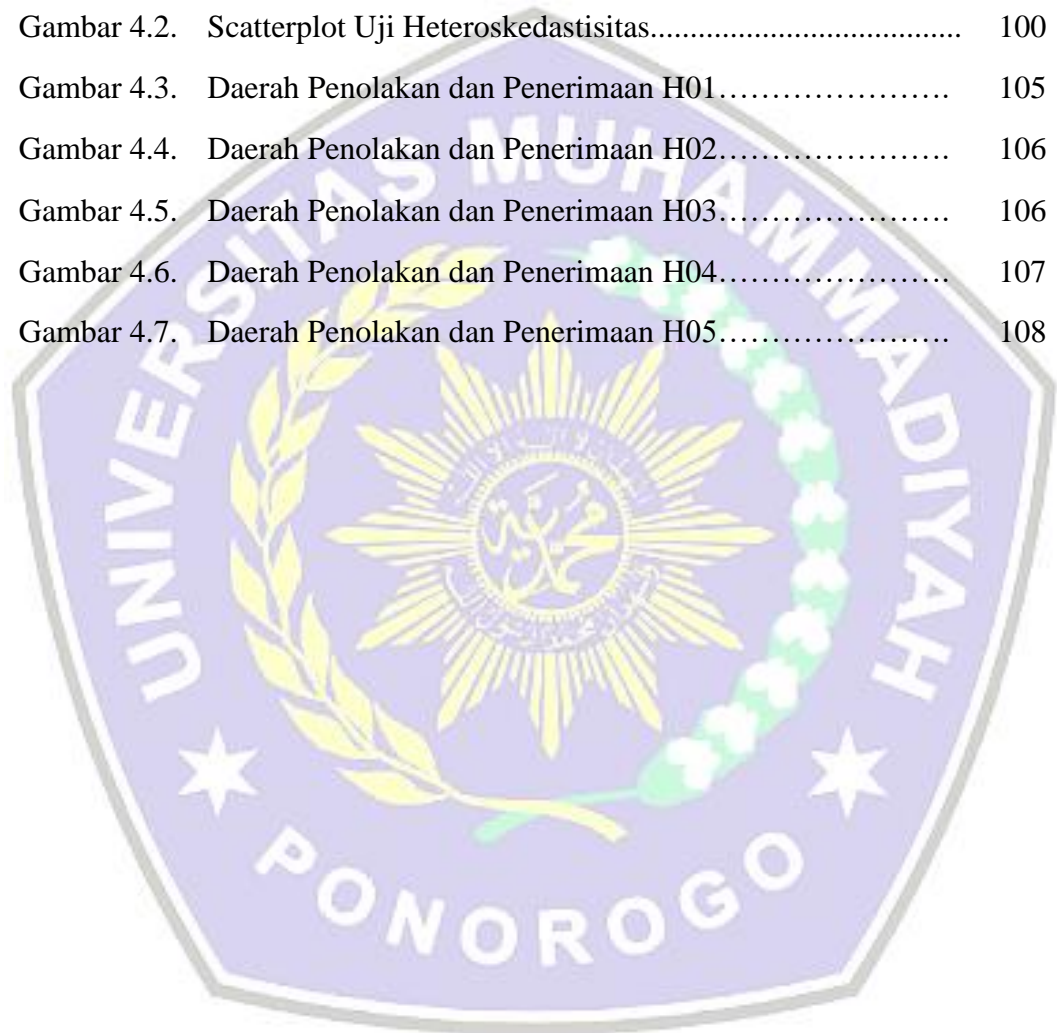 Gambar 4.2. Scatterplot Uji Heteroskedastisitas....................................... 100
Gambar 4.3. Daerah Penolakan dan Penerimaan H01…………………. 105
Gambar 4.4. Daerah Penolakan dan Penerimaan H02…………………. 106
Gambar 4.5. Daerah Penolakan dan Penerimaan H03…………………. 106
Gambar 4.6. Daerah Penolakan dan Penerimaan H04…………………. 107
Gambar 4.7. Daerah Penolakan dan Penerimaan H05…………………. 108
UNIVERSITAS MUHAMMADIYAH
محمدية
PONOROGO